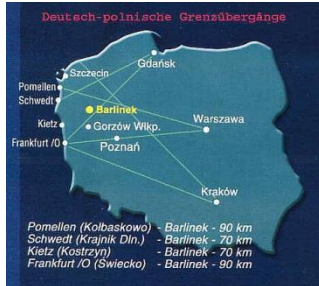 Deutsch-polnische Grenzübergänge
Gdańsk
Szczecin
Pomellen
Schwedt
Barlinek
Kietz
Gorzów Wlkp.
Warszawa
Frankfurt /O
Poznań
Kraków
Pomellen (Kołbaskowo) - Barlinek - 90 km
Schwedt (Krajnik Dln.) - Barlinek - 70 km
Kietz (Kostrzyn) - Barlinek - 70 km
Frankfurt /O (Świecko) - Barlinek - 90 km